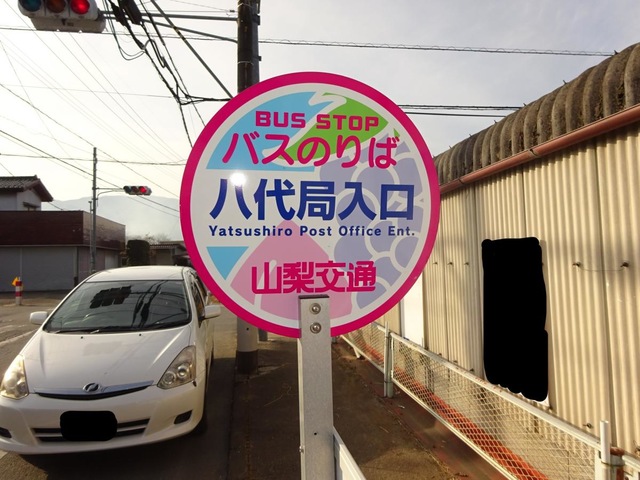 BUS STOP
バスのりば
八代局入口
Yatsushiro Post Office Ent.
山梨交通